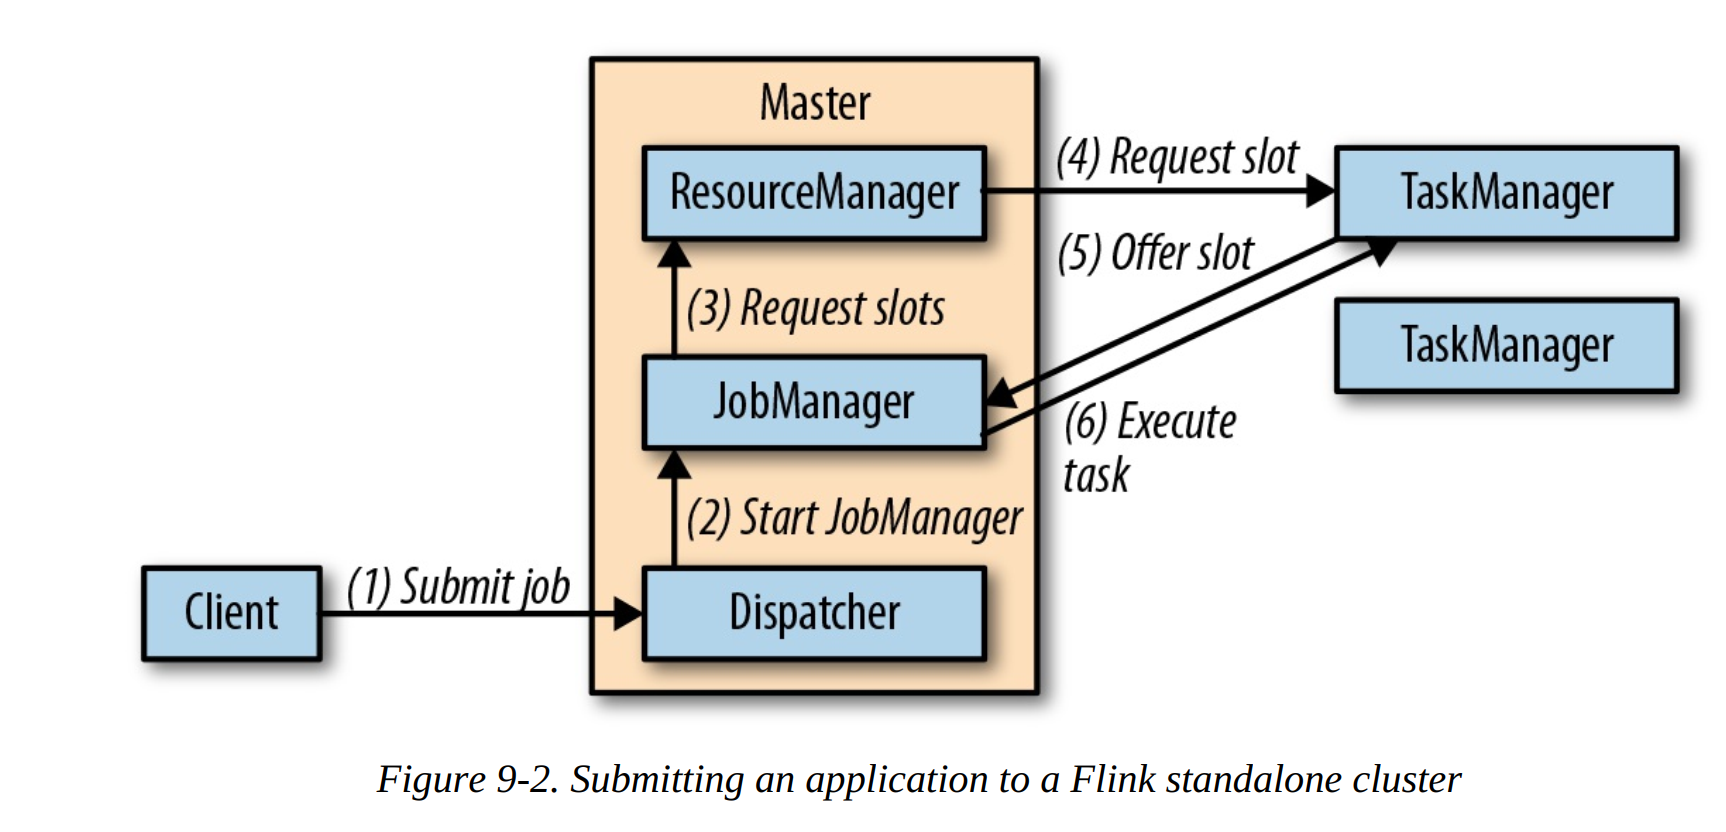 Master
ResourceManager
(4) Request slot
TaskManager
(5) Offer slot
(3) Request slots
TaskManager
JobManager
(6) Execute
task
(2) Start JobManager
Client
(1) Submit job
Dispatcher
Figure 9-2. Submitting an application to a Flink standalone cluster